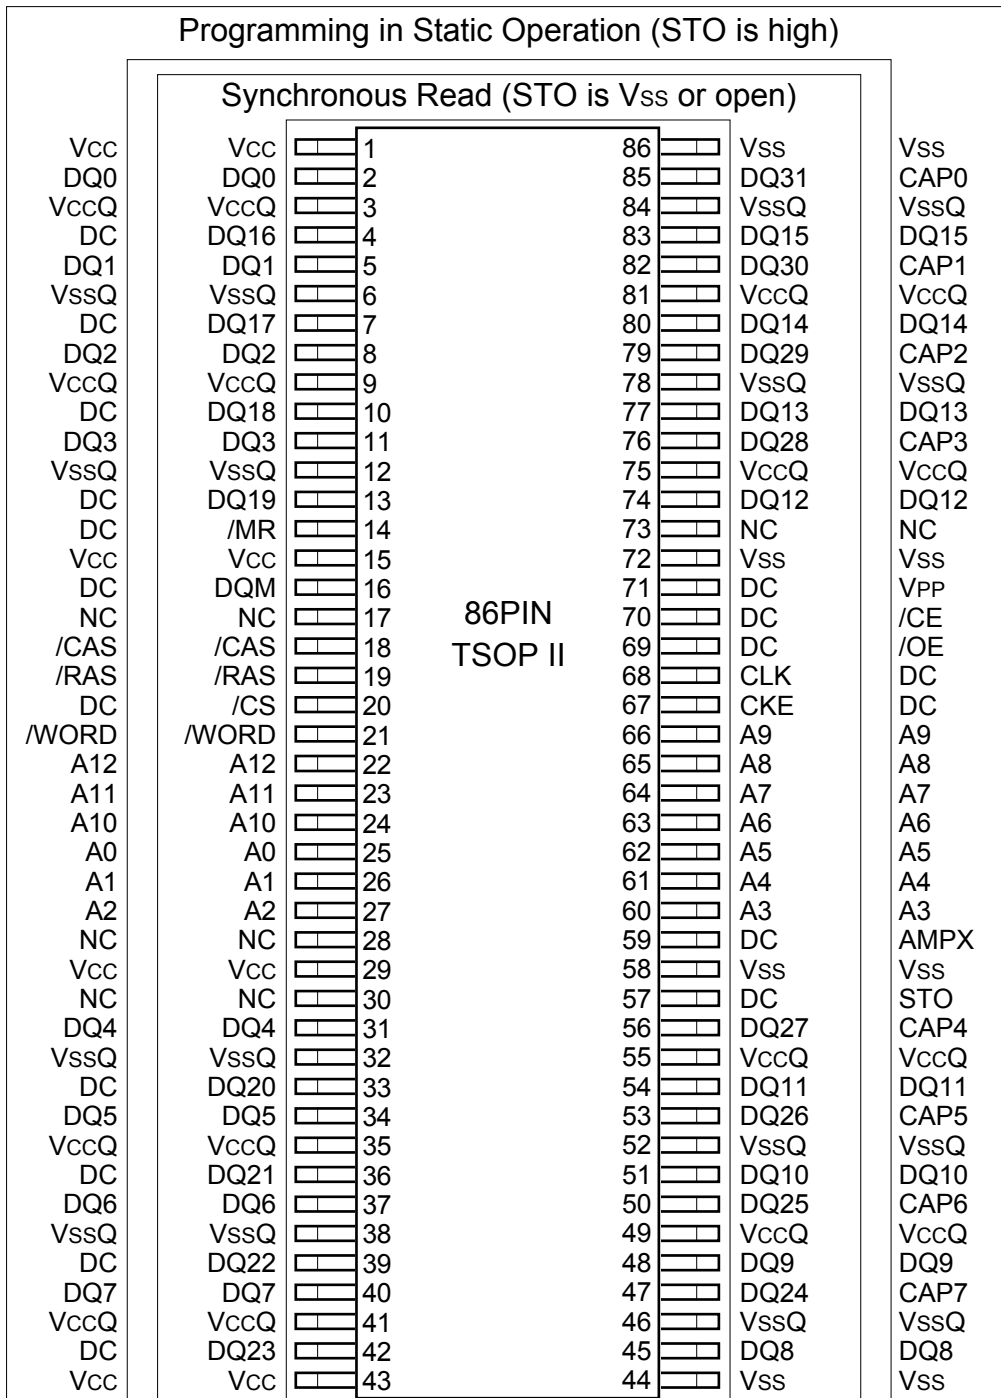 Programming in Static Operation (STO is high)
Synchronous Read (STO is Vss or open)
Vcc Vcc 1 86 Vss Vss
DQ0 DQ0 2 85 DQ31 CAP0
VccQ VccQ 3 84 VssQ VssQ
DC DQ16 4 83 DQ15 DQ15
DQ1 DQ1 5 82 DQ30 CAP1
VssQ VssQ 6 81 VccQ VccQ
DC DQ17 7 80 DQ14 DQ14
DQ2 DQ2 8 79 DQ29 CAP2
VccQ VccQ 9 78 VssQ VssQ
DC DQ18 10 77 DQ13 DQ13
DQ3 DQ3 11 76 DQ28 CAP3
VssQ VssQ 12 75 VccQ VccQ
DC DQ19 13 74 DQ12 DQ12
DC /MR 14 73 NC NC
Vcc Vcc 15 72 Vss Vss
DC DQM 16 71 DC VPP
NC NC 17 86PIN 70 DC /CE
/CAS /CAS 18 TSOP II 69 DC /OE
/RAS /RAS 19 68 CLK DC
DC /CS 20 67 CKE DC
/WORD /WORD 21 66 A9 A9
A12 A12 22 65 A8 A8
A11 A11 23 64 A7 A7
A10 A10 24 63 A6 A6
A0 A0 25 62 A5 A5
A1 A1 26 61 A4 A4
A2 A2 27 60 A3 A3
NC NC 28 59 DC AMPX
Vcc Vcc 29 58 Vss Vss
NC NC 30 57 DC STO
DQ4 DQ4 31 56 DQ27 CAP4
VssQ VssQ 32 55 VccQ VccQ
DC DQ20 33 54 DQ11 DQ11
DQ5 DQ5 34 53 DQ26 CAP5
VccQ VccQ 35 52 VssQ VssQ
DC DQ21 36 51 DQ10 DQ10
DQ6 DQ6 37 50 DQ25 CAP6
VssQ VssQ 38 49 VccQ VccQ
DC DQ22 39 48 DQ9 DQ9
DQ7 DQ7 40 47 DQ24 CAP7
VccQ VccQ 41 46 VssQ VssQ
DC DQ23 42 45 DQ8 DQ8
Vcc Vcc 43 44 Vss Vss